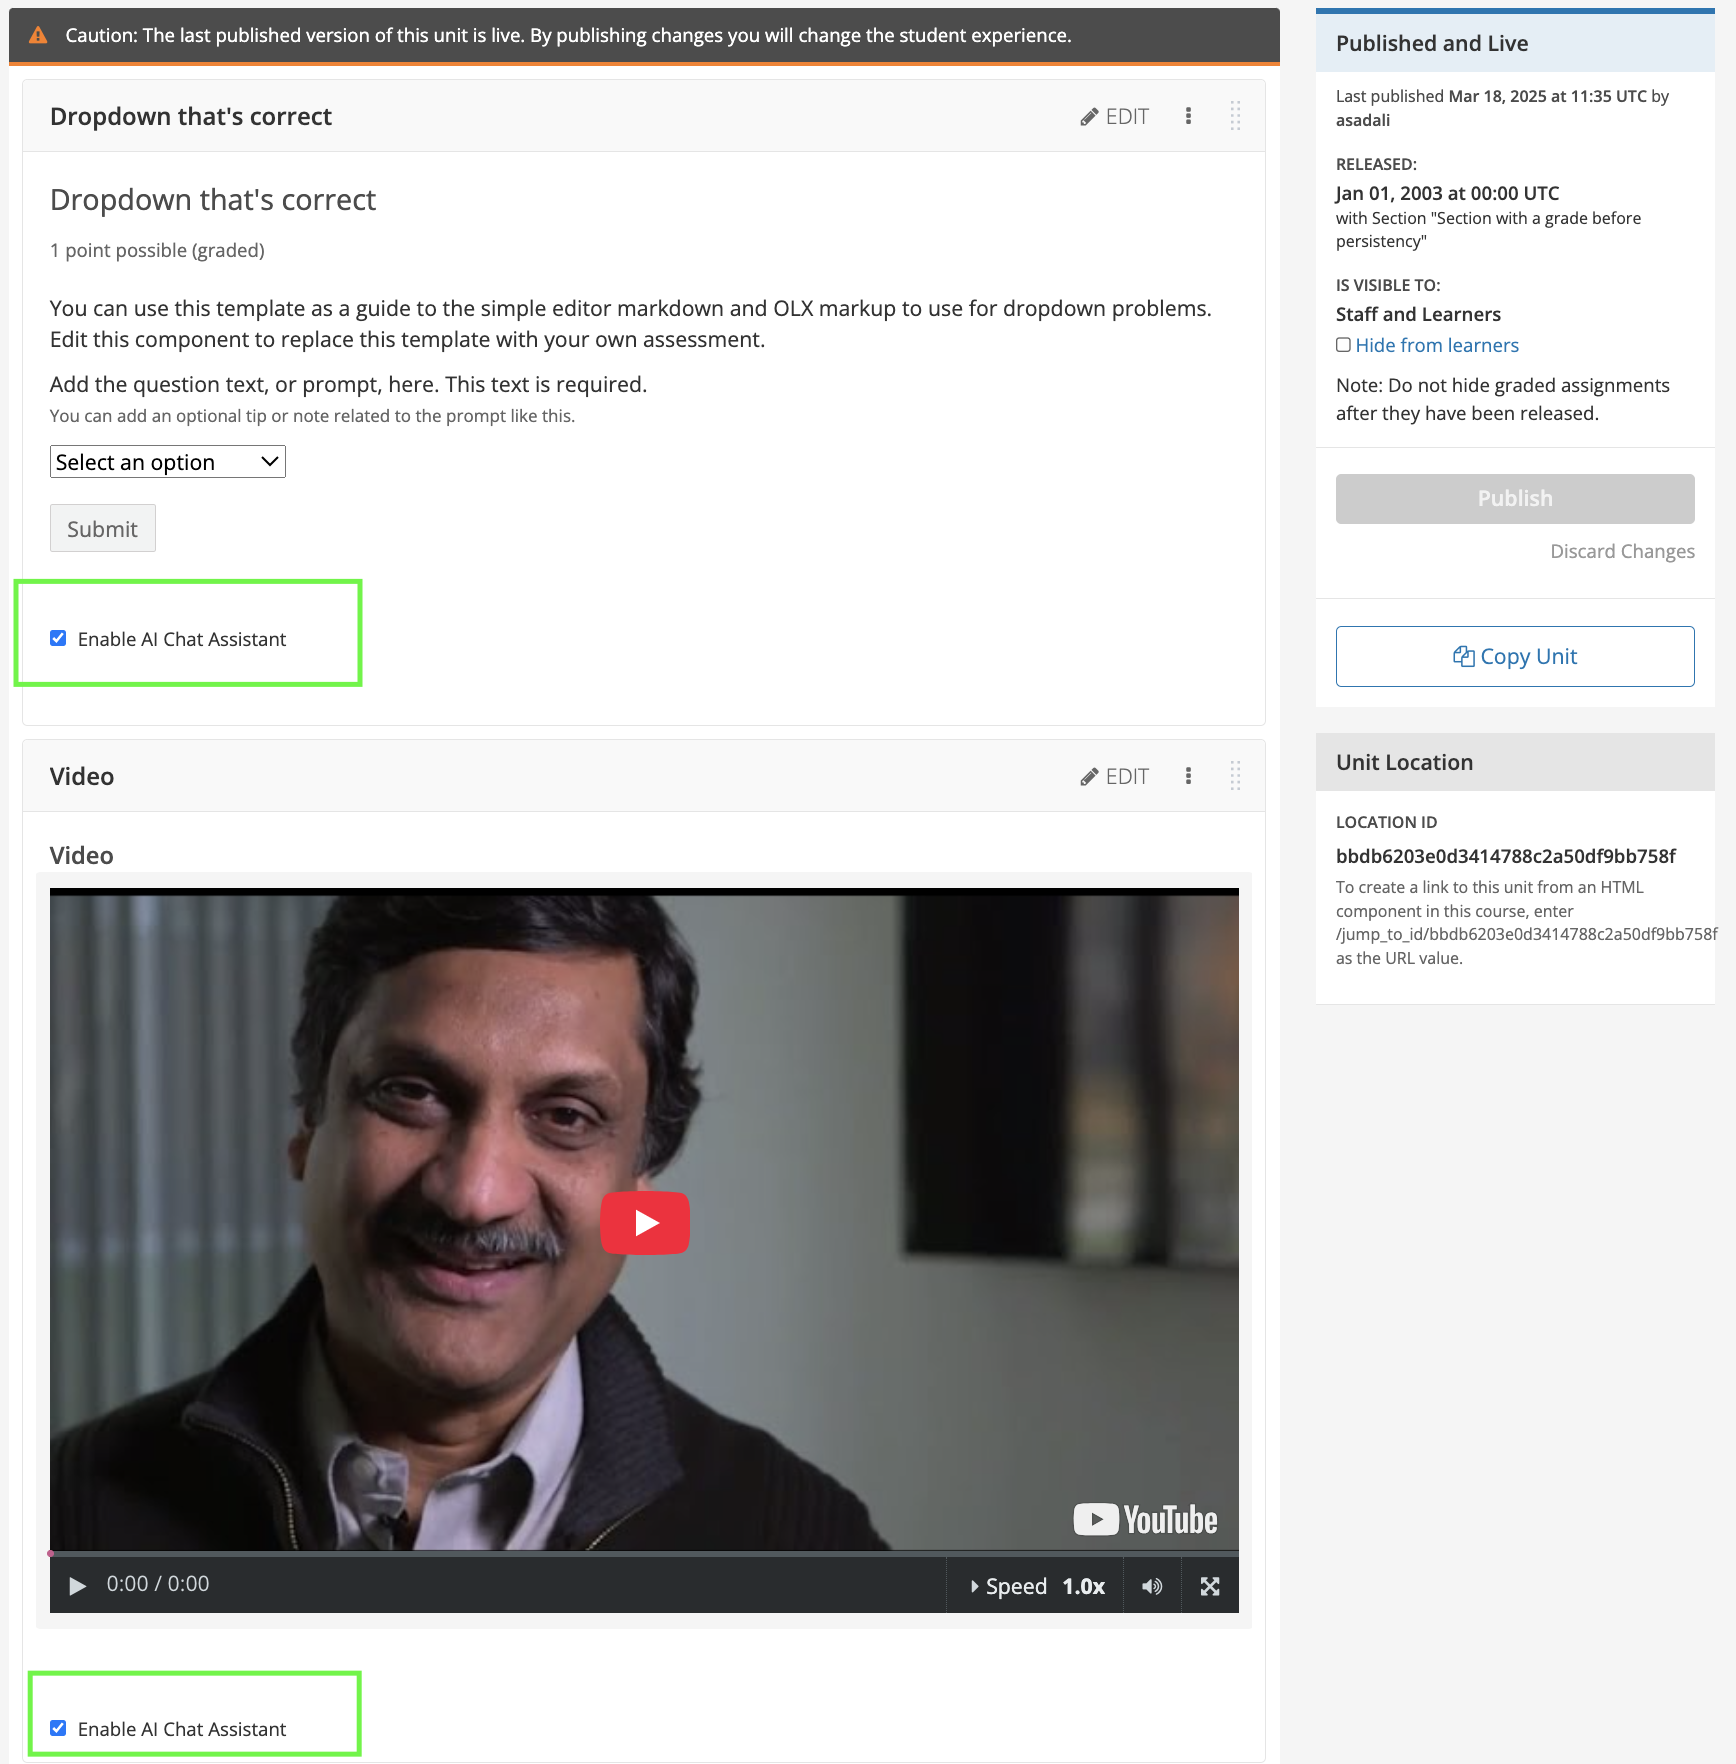 Caution: The last published version of this unit is live. By publishing changes you will change the student experience.
Dropdown that's correct
EDIT
Dropdown that's correct
1 point possible (graded)
You can use this template as a guide to the simple editor markdown and OLX markup to use for dropdown problems.
Edit this component to replace this template with your own assessment.
Add the question text, or prompt, here. This text is required.
You can add an optional tip or note related to the prompt like this.
Select an option
Submit
Enable AI Chat Assistant
Video
EDIT
Video
YouTube
0:00 / 0:00
Speed 1.0x
Enable AI Chat Assistant
Published and Live
Last published Mar 18, 2025 at 11:35 UTC by
asadali
RELEASED:
Jan 01, 2003 at 00:00 UTC
with Section "Section with a grade before
persistency"
IS VISIBLE TO:
Staff and Learners
Hide from learners
Note: Do not hide graded assignments
after they have been released.
Publish
Discard Changes
Copy Unit
Unit Location
LOCATION ID
bbdb6203e0d3414788c2a50df9bb758f
To create a link to this unit from an HTML
component in this course, enter
/jump_to_id/bbdb6203e0d3414788c2a50df9bb758f
as the URL value.